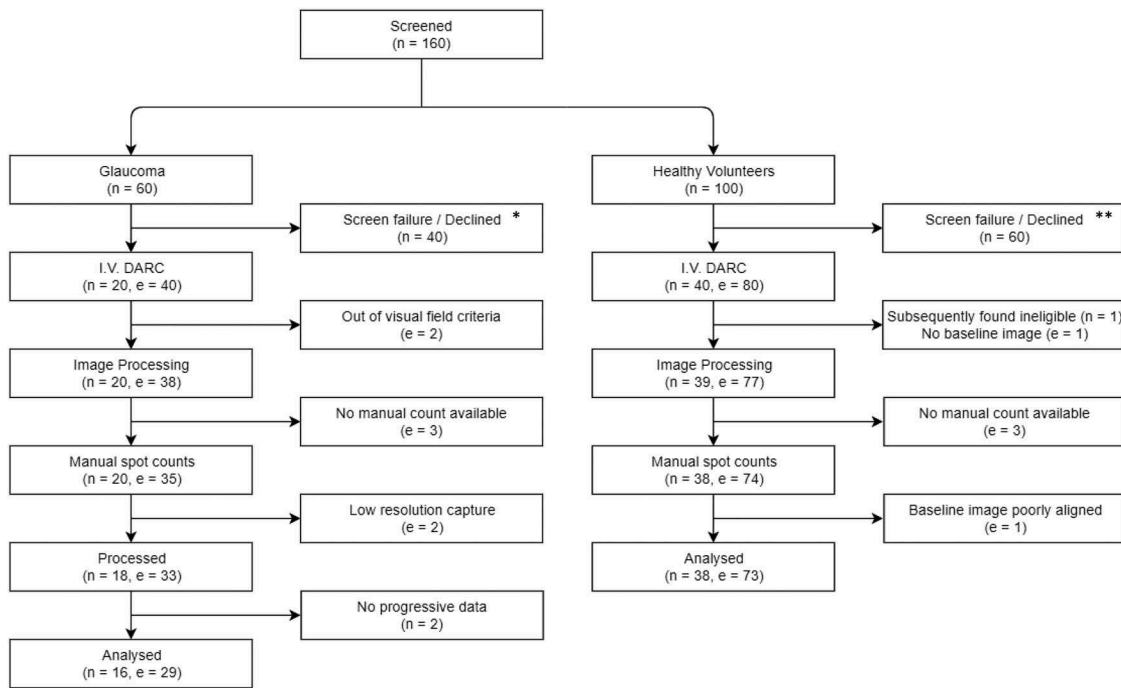 Screened
(n = 160)
Glaucoma
(n = 60)
Screen failure / Declined *
(n = 40)
I.V. DARC
(n = 20, e = 40)
Out of visual field criteria
(e = 2)
Image Processing
(n = 20, e = 38)
No manual count available
(e = 3)
Manual spot counts
(n = 20, e = 35)
Low resolution capture
(e = 2)
Processed
(n = 18, e = 33)
No progressive data
(n = 2)
Analysed
(n = 16, e = 29)
Healthy Volunteers
(n = 100)
Screen failure / Declined **
(n = 60)
I.V. DARC
(n = 40, e = 80)
Subsequently found ineligible (n = 1)
No baseline image (e = 1)
Image Processing
(n = 39, e = 77)
No manual count available
(e = 3)
Manual spot counts
(n = 38, e = 74)
Baseline image poorly aligned
(e = 1)
Analysed
(n = 38, e = 73)